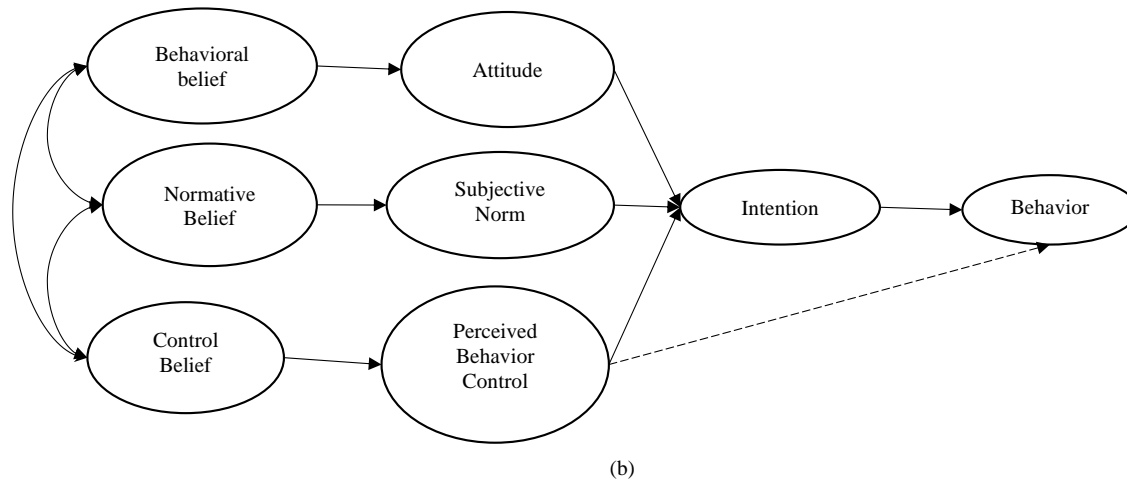 Behavioral
belief
Attitude
Normative
Belief
Subjective
Norm
Intention
Behavior
Control
Belief
Perceived
Behavior
Control
(b)